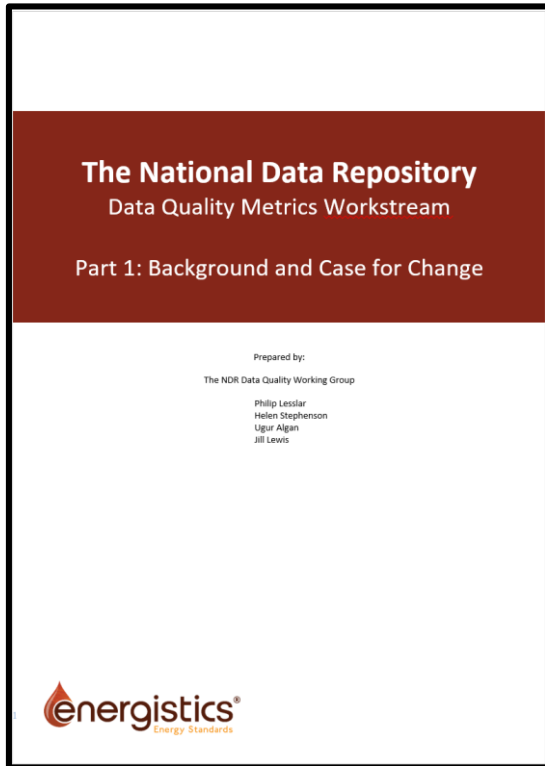 The National Data Repository
Data Quality Metrics Workstream
Part 1: Background and Case for Change
Prepared by:
The NDR Data Quality Working Group
Philip Lesslar
Helen Stephenson
Ugur Algan
Jill Lewis
energistics®
Energy Standards